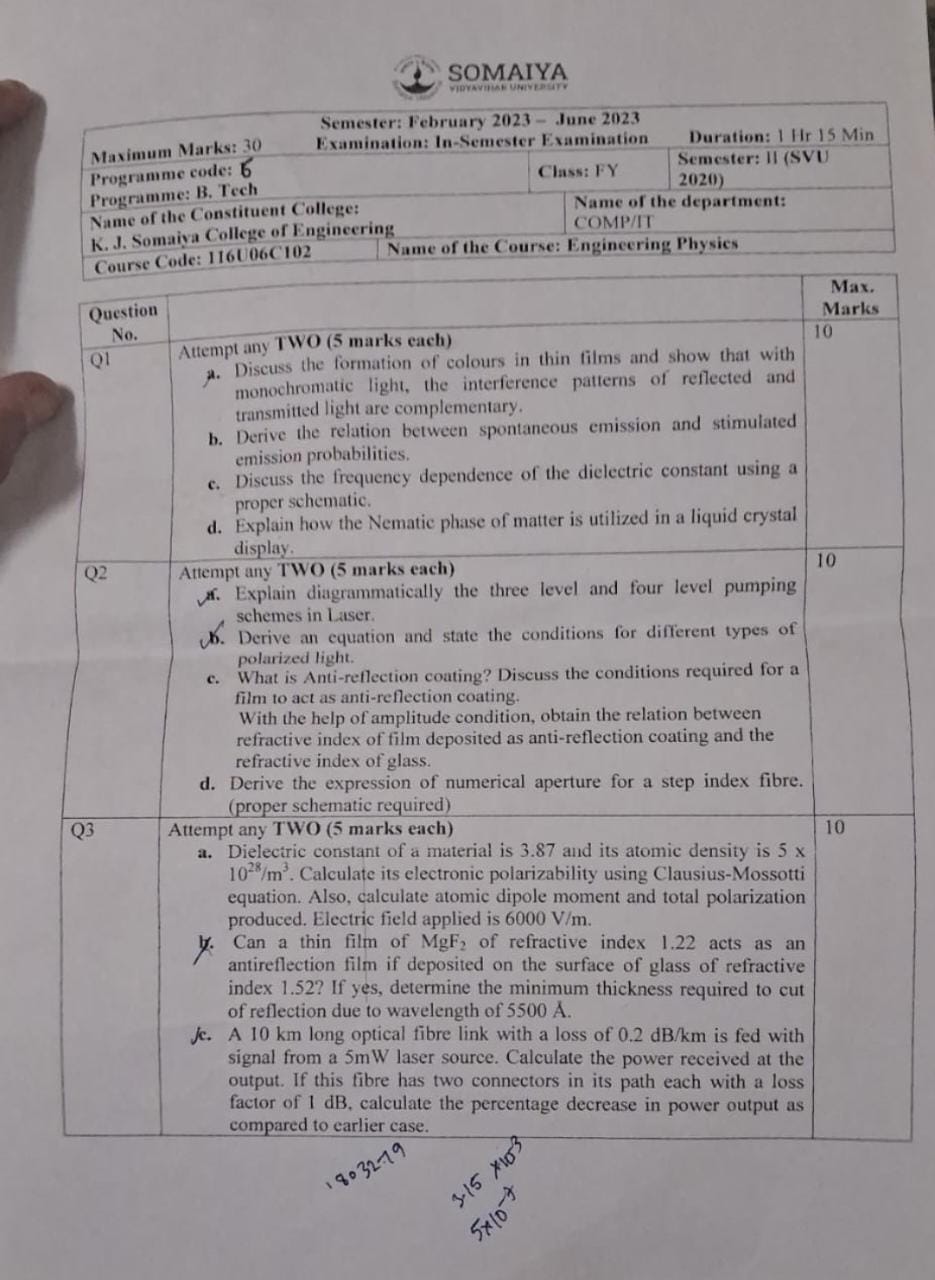 SOMAIYA
VIDYAVIHAR UNIVERSITY
Semester: February 2023 – June 2023
Maximum Marks: 30 Examination: In-Semester Examination Duration: 1 Hr 15 Min
Programme code: 6
Programme: B. Tech
Class: FY
Semester: II (SVU
2020)
Name of the Constituent College:
K. J. Somaiya College of Engineering
Name of the department:
COMP/IT
Course Code: 116U06C102
Name of the Course: Engineering Physics
Question
No.
Max.
Marks
Q1
Attempt any TWO (5 marks each)
10
a. Discuss the formation of colours in thin films and show that with
monochromatic light, the interference patterns of reflected and
transmitted light are complementary.
b. Derive the relation between spontaneous emission and stimulated
emission probabilities.
c. Discuss the frequency dependence of the dielectric constant using a
proper schematic.
d. Explain how the Nematic phase of matter is utilized in a liquid crystal
display.
Q2
Attempt any TWO (5 marks each)
10
a. Explain diagrammatically the three level and four level pumping
schemes in Laser.
b. Derive an equation and state the conditions for different types of
polarized light.
c. What is Anti-reflection coating? Discuss the conditions required for a
film to act as anti-reflection coating.
With the help of amplitude condition, obtain the relation between
refractive index of film deposited as anti-reflection coating and the
refractive index of glass.
d. Derive the expression of numerical aperture for a step index fibre.
(proper schematic required)
Q3
Attempt any TWO (5 marks each)
10
a. Dielectric constant of a material is 3.87 and its atomic density is 5 x
10²⁸/m³. Calculate its electronic polarizability using Clausius-Mossotti
equation. Also, calculate atomic dipole moment and total polarization
produced. Electric field applied is 6000 V/m.
b. Can a thin film of MgF₂ of refractive index 1.22 acts as an
antireflection film if deposited on the surface of glass of refractive
index 1.52? If yes, determine the minimum thickness required to cut
of reflection due to wavelength of 5500 Å.
c. A 10 km long optical fibre link with a loss of 0.2 dB/km is fed with
signal from a 5mW laser source. Calculate the power received at the
output. If this fibre has two connectors in its path each with a loss
factor of 1 dB, calculate the percentage decrease in power output as
compared to earlier case.
3.15 ×10³